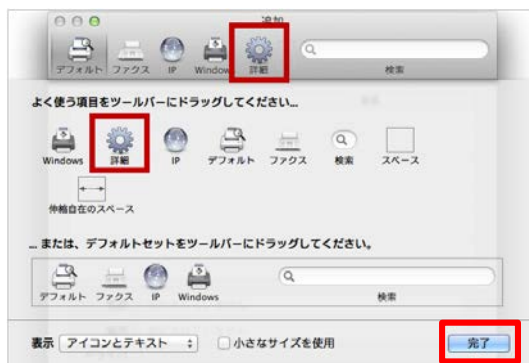 追加
デフォルト ファクス IP Windows 詳細 検索
よく使う項目をツールバーにドラッグしてください...
Windows 詳細 IP デフォルト ファクス 検索 スペース
伸縮自在のスペース
... または、デフォルトセットをツールバーにドラッグしてください。
デフォルト ファクス IP Windows 検索
表示 アイコンとテキスト 小さなサイズを使用 完了